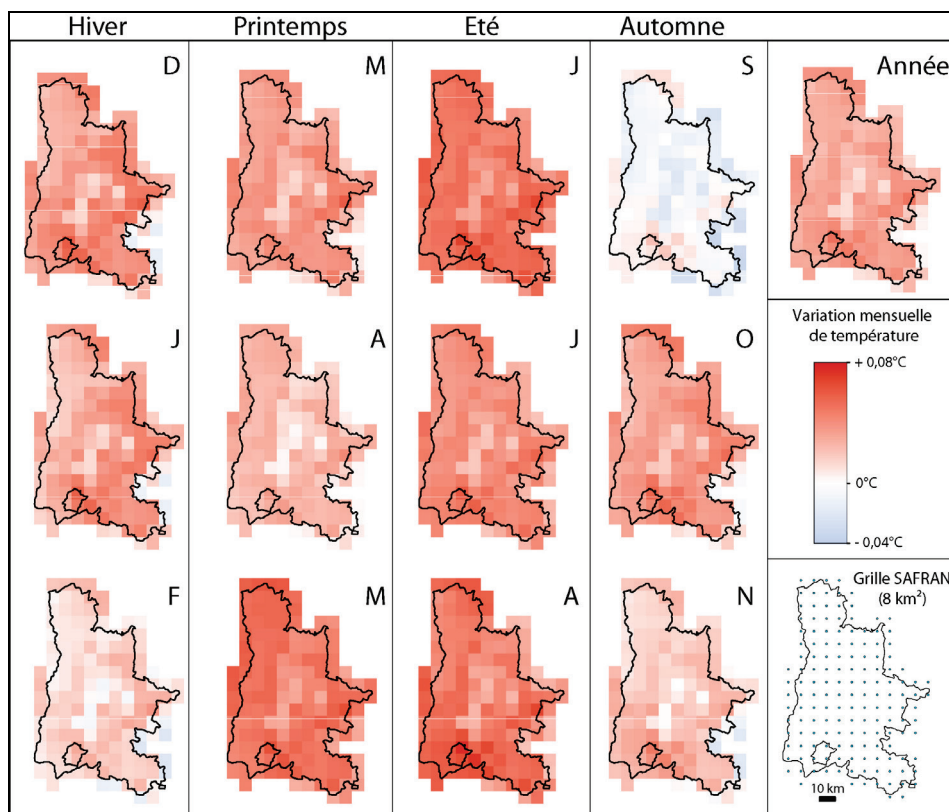 Hiver Printemps Eté Automne
D M J S Année
Variation mensuelle
de température
+ 0,08°C
0°C
- 0,04°C
J A J O
F M A N
Grille SAFRAN
(8 km²)
10 km